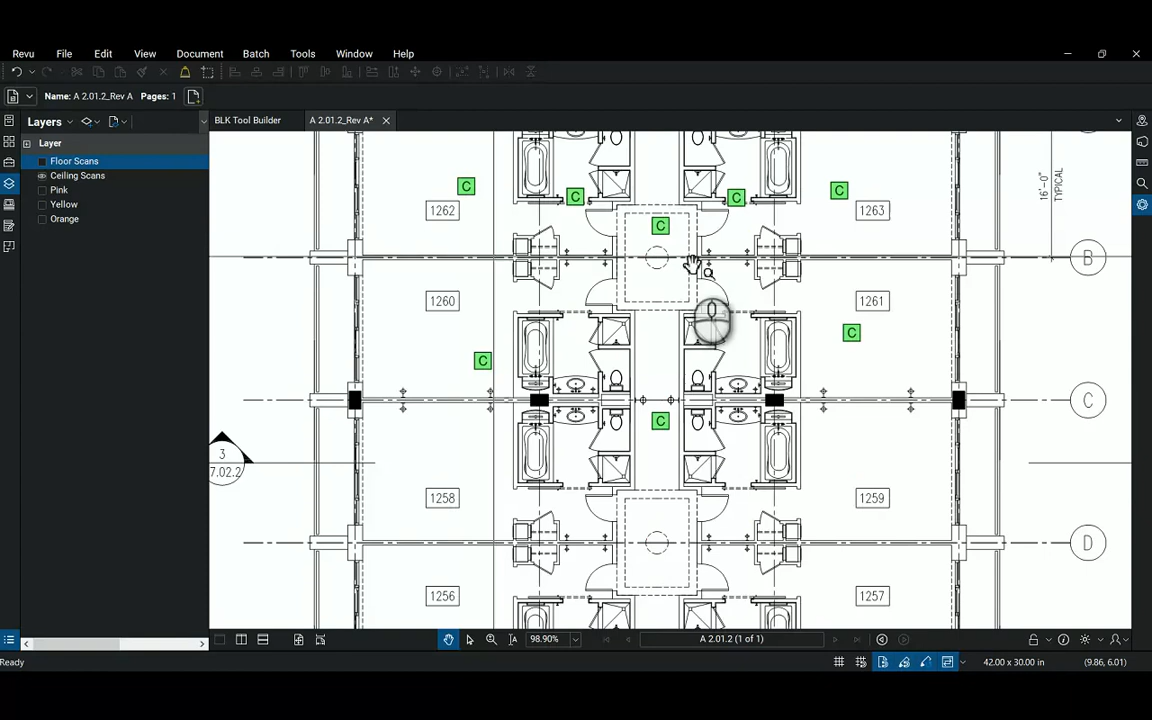 Revu File Edit View Document Batch Tools Window Help
Name: A 2.01.2_Rev A Pages: 1
Layers
BLK Tool Builder
A 2.01.2_Rev A*
Layer
Floor Scans
Ceiling Scans
Pink
Yellow
Orange
16'-0"
TYPICAL
C
C
C
C
1262
1263
C
B
1260
1261
C
C
C
C
3
7.02.2
1258
1259
D
1256
1257
98.90%
A 2.01.2 (1 of 1)
Ready
42.00 x 30.00 in
(9.86, 6.01)